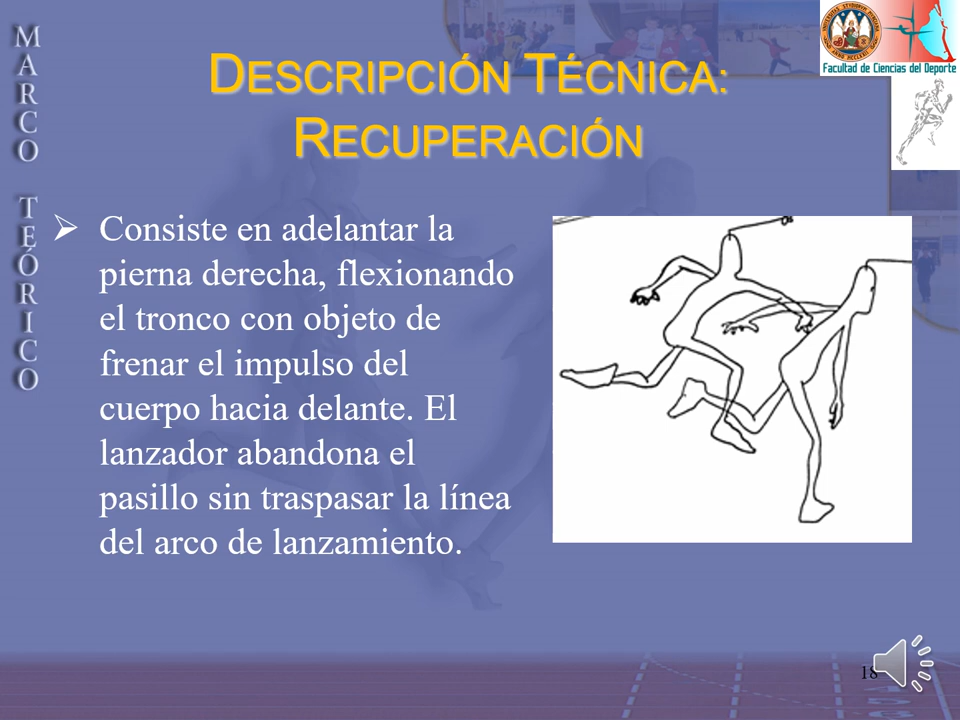 MARCO TEÓRICO
DESCRIPCIÓN TÉCNICA:
RECUPERACIÓN
Facultad de Ciencias del Deporte
Consiste en adelantar la
pierna derecha, flexionando
el tronco con objeto de
frenar el impulso del
cuerpo hacia delante. El
lanzador abandona el
pasillo sin traspasar la línea
del arco de lanzamiento.
18